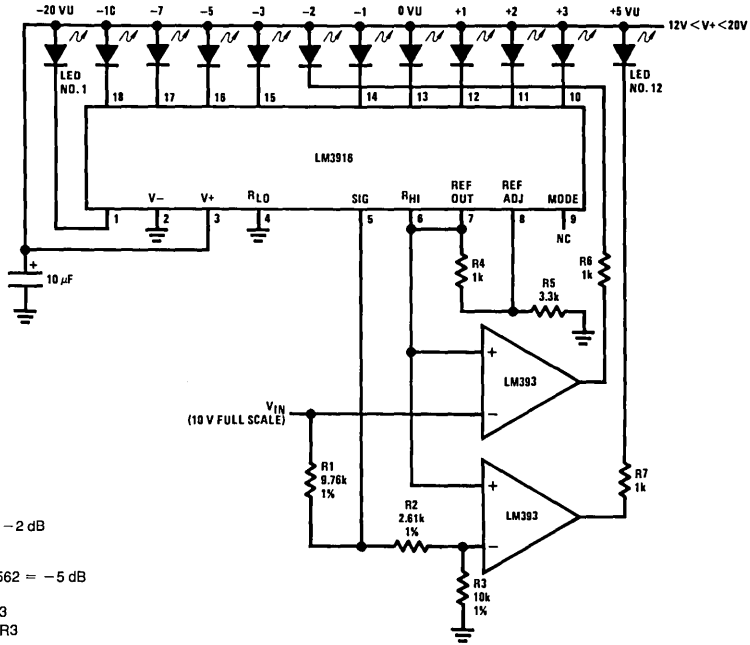 -20 VU -10 -7 -5 -3 -2 -1 0 VU +1 +2 +3 +5 VU
12V < V+ < 20V
LED
NO. 1
LED
NO. 12
18 17 16 15 14 13 12 11 10
LM3916
V− V+ RLO SIG RHI REF OUT REF ADJ MODE
1 2 3 4 5 6 7 8 9
NC
+
10 µF
R4
1k
R5
3.3k
R6
1k
+
LM393
−
VIN
(10 V FULL SCALE)
R1
9.76k
1%
R2
2.61k
1%
+
LM393
−
R7
1k
R3
10k
1%
−2 dB
562 = −5 dB
3
R3